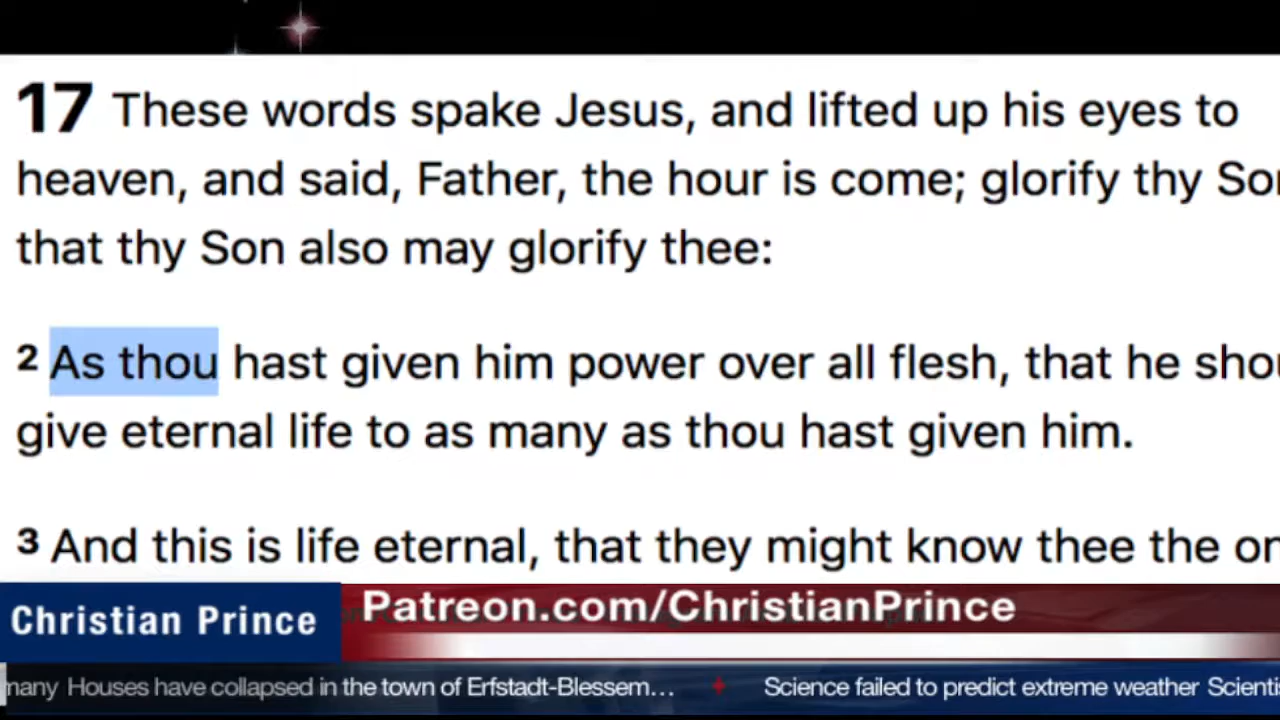 17 These words spake Jesus, and lifted up his eyes to
heaven, and said, Father, the hour is come; glorify thy
that thy Son also may glorify thee:
2 As thou hast given him power over all flesh, that he
give eternal life to as many as thou hast given him.
3 And this is life eternal, that they might know thee the
Christian Prince
Patreon.com/ChristianPrince
many Houses have collapsed in the town of Erfstadt-Blessem... Science failed to predict extreme weather